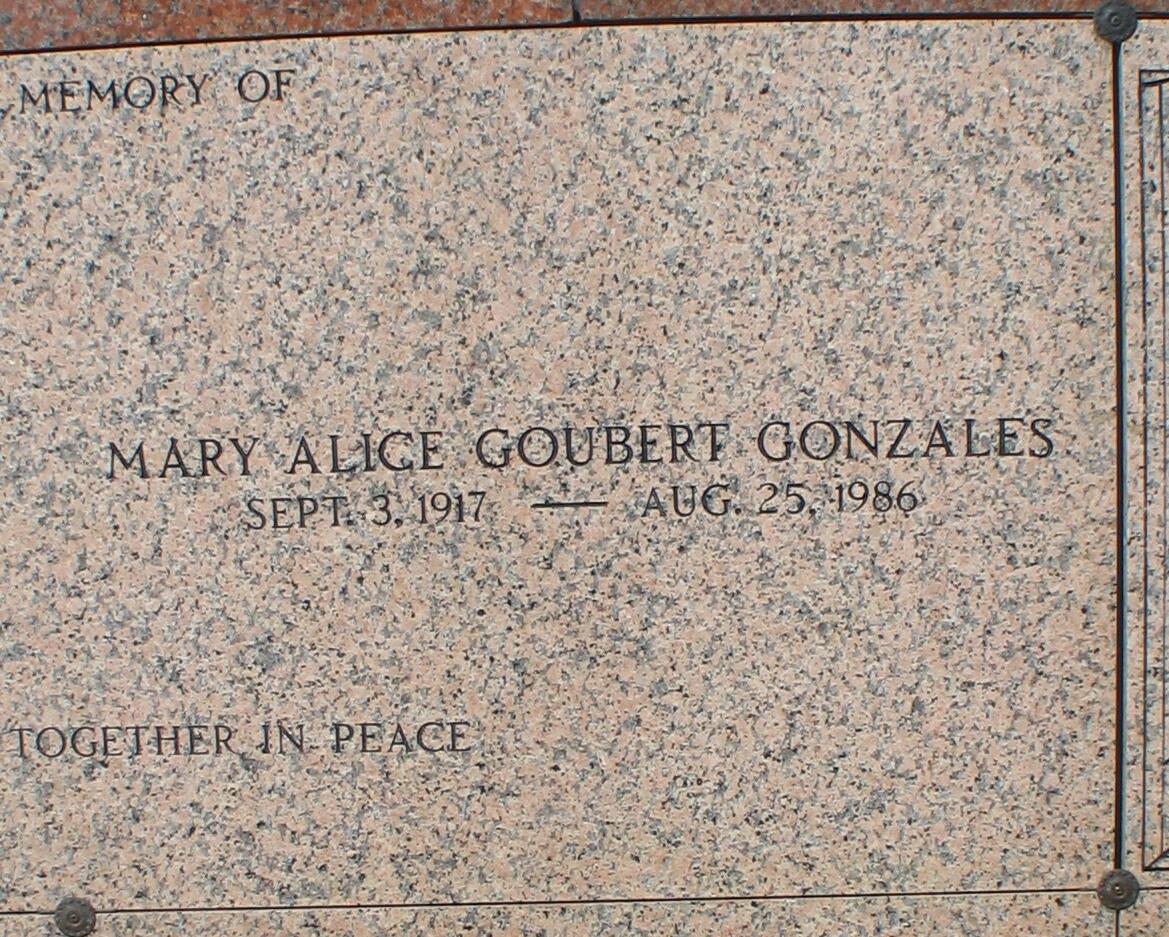 MEMORY OF
MARY ALICE GOUBERT GONZALES
SEPT. 3, 1917 — AUG. 25, 1986
TOGETHER IN PEACE